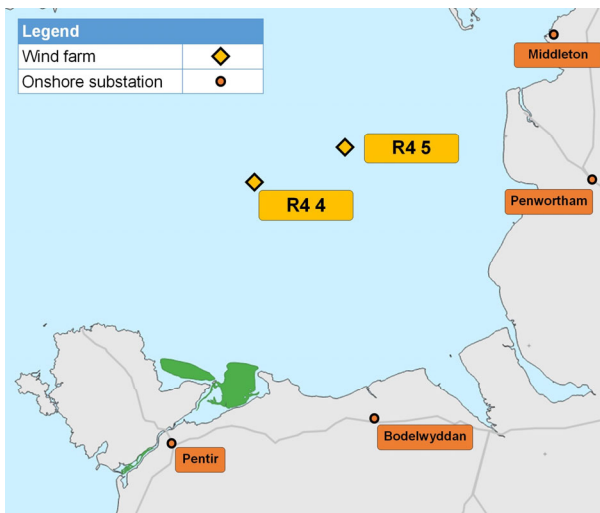 Legend
Wind farm
Onshore substation
Middleton
R4 5
Penwortham
R4 4
Bodelwyddan
Pentir